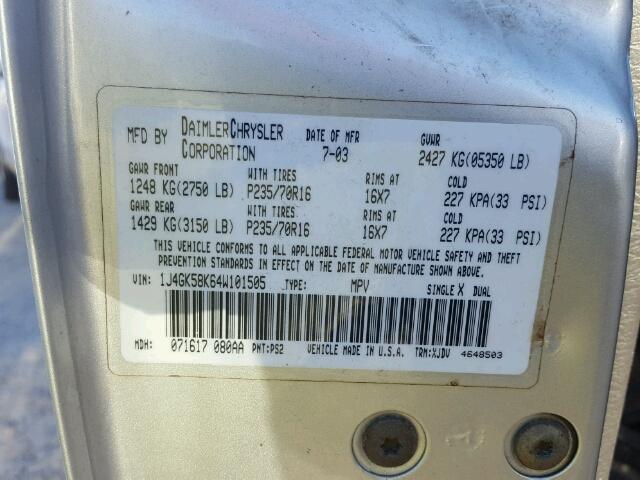 MFD BY DAIMLERCHRYSLER CORPORATION DATE OF MFR 7-03 GVWR 2427 KG(05350 LB)
GAWR FRONT WITH TIRES RIMS AT COLD
1248 KG(2750 LB) P235/70R16 16X7 227 KPA(33 PSI)
GAWR REAR WITH TIRES RIMS AT COLD
1429 KG(3150 LB) P235/70R16 16X7 227 KPA(33 PSI)
THIS VEHICLE CONFORMS TO ALL APPLICABLE FEDERAL MOTOR VEHICLE SAFETY AND THEFT
PREVENTION STANDARDS IN EFFECT ON THE DATE OF MANUFACTURE SHOWN ABOVE.
VIN: 1J4GK58K64W101505 TYPE: MPV SINGLE X DUAL
MDH: 071617 080AA PNT:PS2 VEHICLE MADE IN U.S.A. TRM:XJDV 4648503